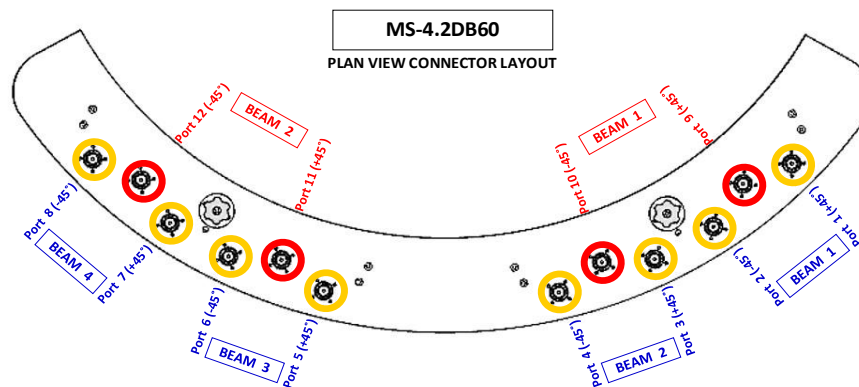 MS-4.2DB60
PLAN VIEW CONNECTOR LAYOUT
Port 12 (-45°)
BEAM 2
Port 11 (+45°)
Port 10 (-45°)
BEAM 1
Port 9 (+45°)
Port 8 (-45°)
BEAM 4
Port 7 (+45°)
Port 6 (-45°)
BEAM 3
Port 5 (+45°)
Port 4 (-45°)
BEAM 2
Port 3 (+45°)
Port 2 (-45°)
BEAM 1
Port 1 (+45°)